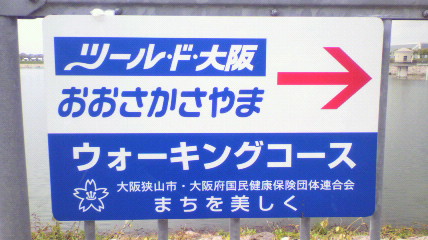 ツール・ド・大阪
おおさかさやま
ウォーキングコース
大阪狭山市・大阪府国民健康保険団体連合会
まちを美しく